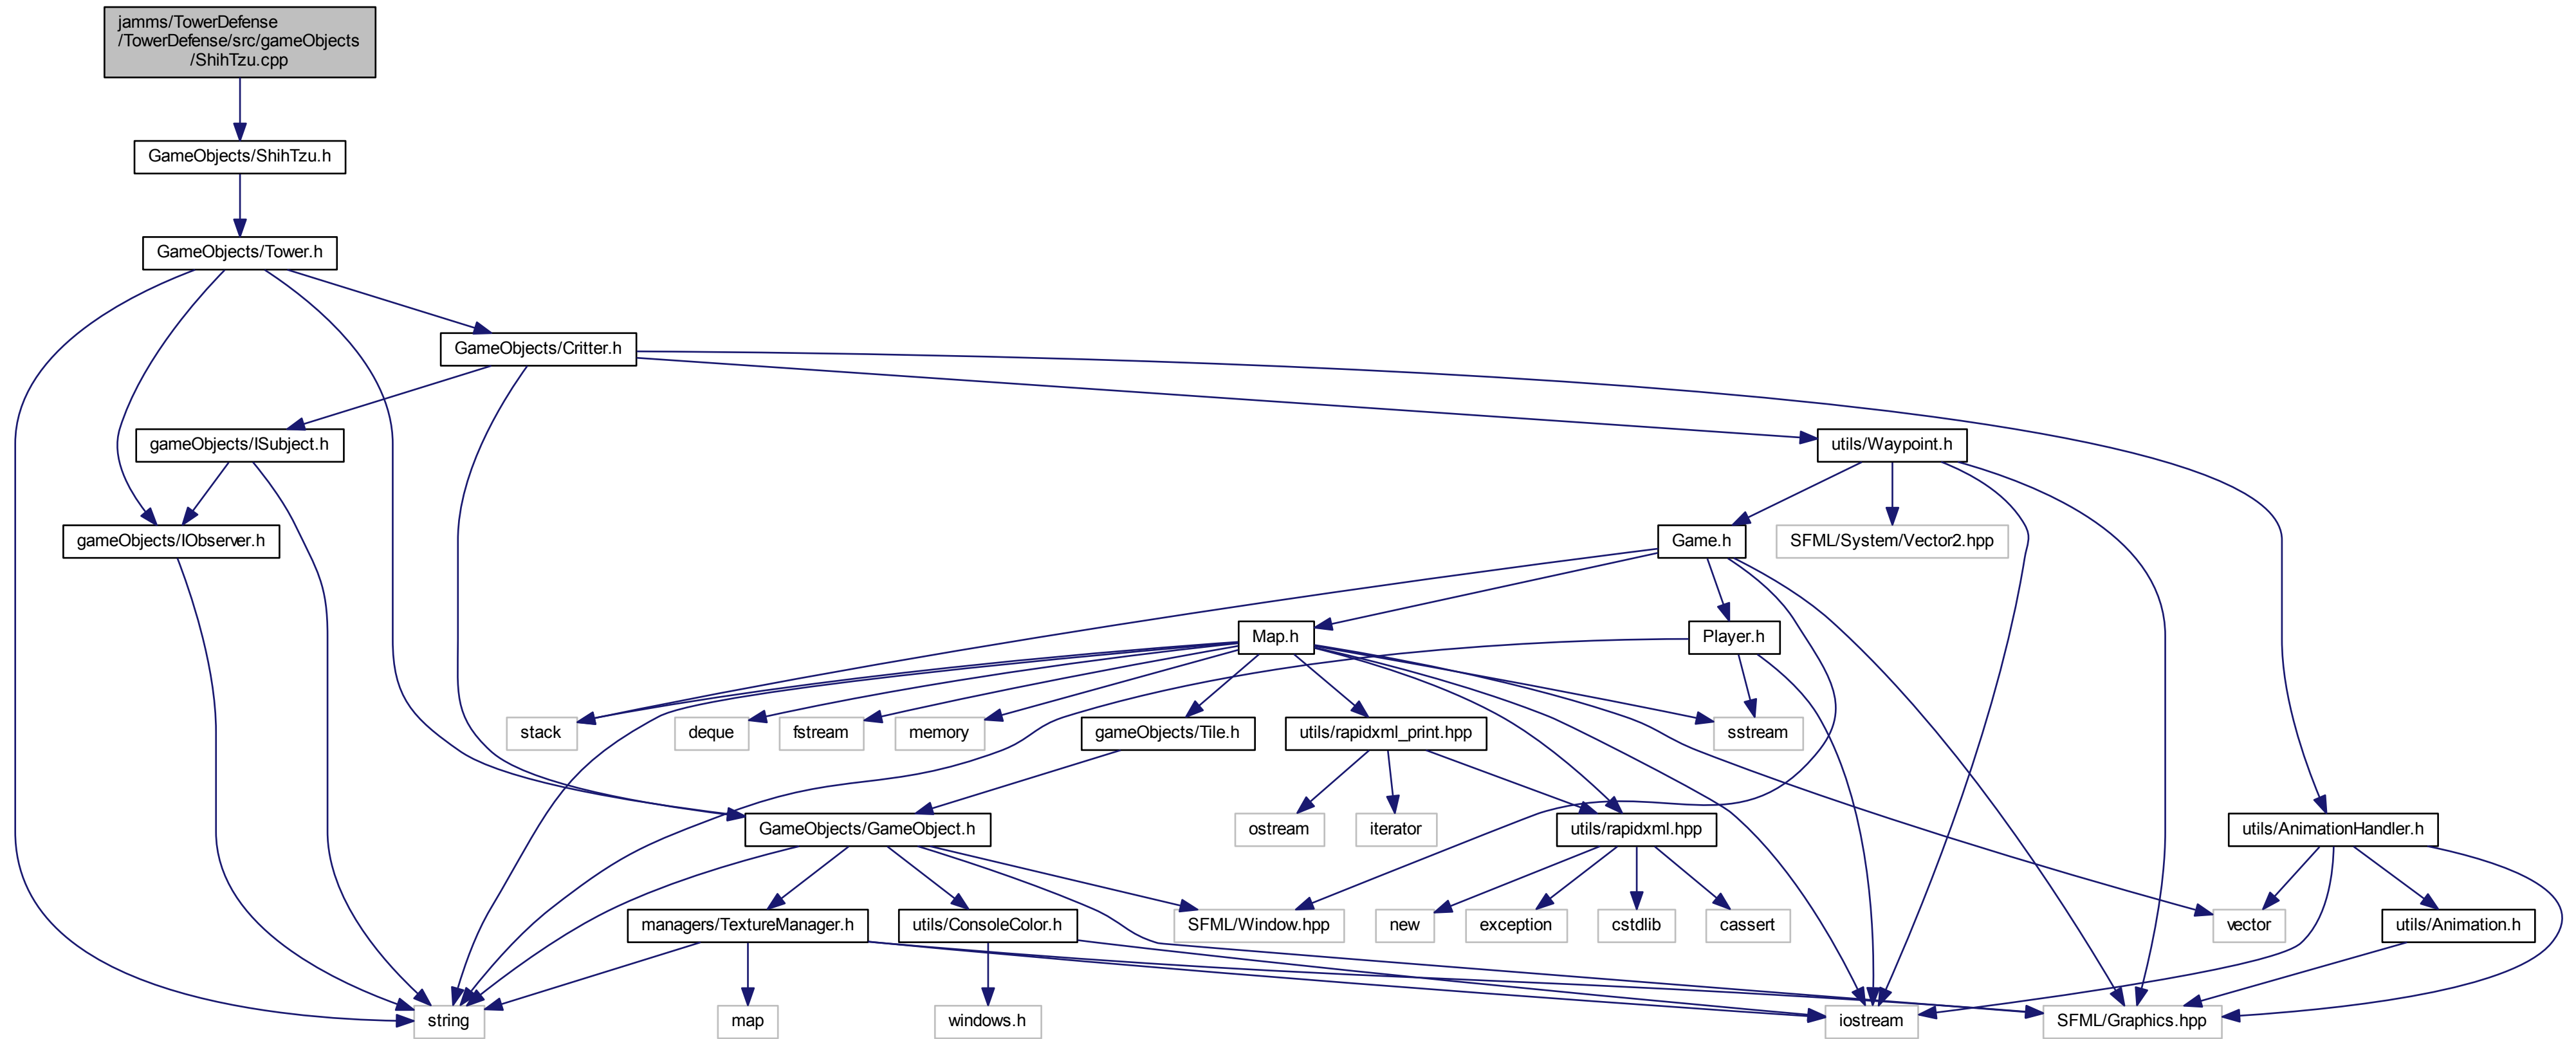 jamms/TowerDefense
/TowerDefense/src/gameObjects
/ShihTzu.cpp
GameObjects/ShihTzu.h
GameObjects/Tower.h
GameObjects/Critter.h
gameObjects/ISubject.h
utils/Waypoint.h
gameObjects/IObserver.h
Game.h
SFML/System/Vector2.hpp
Map.h
Player.h
stack
deque
fstream
memory
gameObjects/Tile.h
utils/rapidxml_print.hpp
sstream
GameObjects/GameObject.h
ostream
iterator
utils/rapidxml.hpp
utils/AnimationHandler.h
managers/TextureManager.h
utils/ConsoleColor.h
SFML/Window.hpp
new
exception
cstdlib
cassert
vector
utils/Animation.h
string
map
windows.h
iostream
SFML/Graphics.hpp